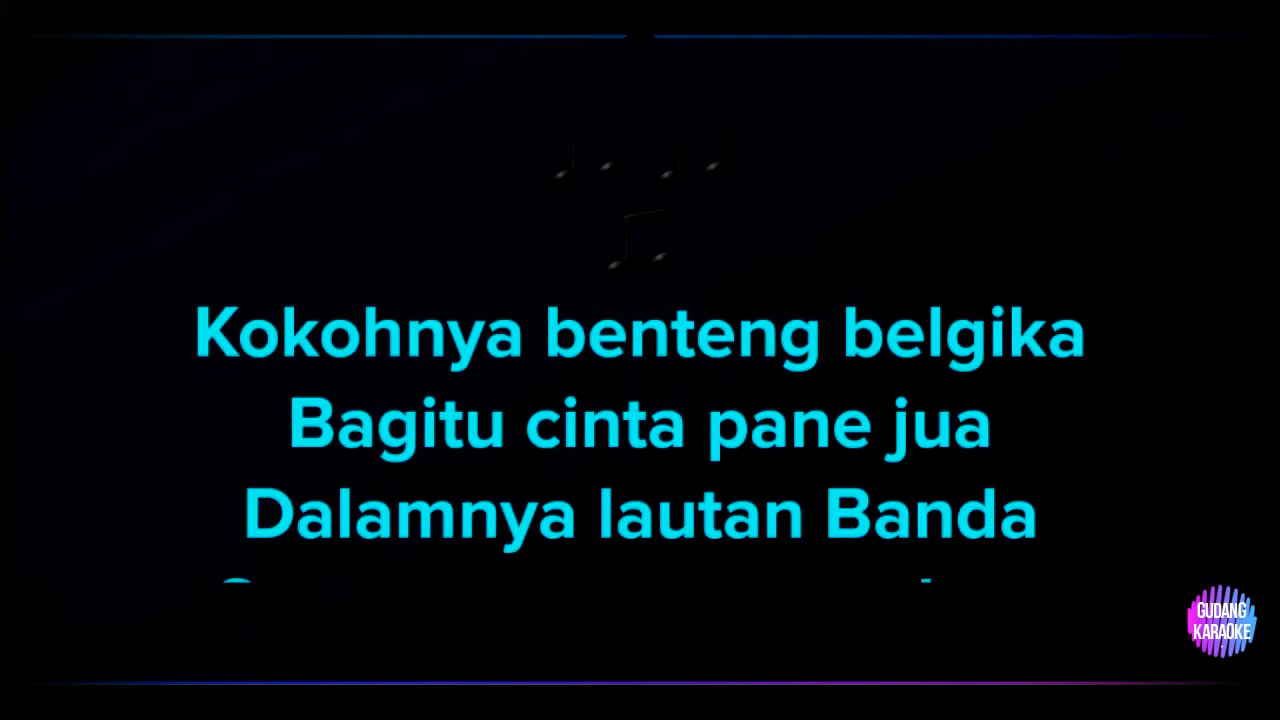 Kokohnya benteng belgika
Bagitu cinta pane jua
Dalamnya lautan Banda
GUDANG
KARAOKE